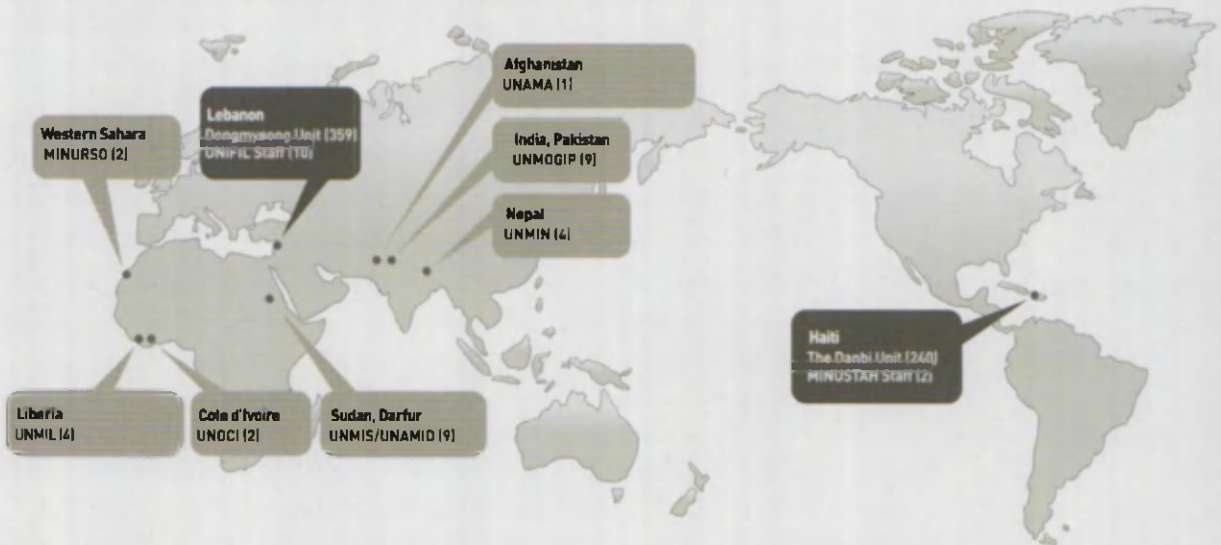 Afghanistan
UNAMA (1)
Lebanon
Dongmyeong Unit (359)
UNIFIL Staff (10)
Western Sahara
MINURSO (2)
India, Pakistan
UNMOGIP (9)
Nepal
UNMIN (4)
Haiti
The Danbi Unit (240)
MINUSTAH Staff (2)
Liberia
UNMIL (4)
Cote d'Ivoire
UNOCI (2)
Sudan, Darfur
UNMIS/UNAMID (9)